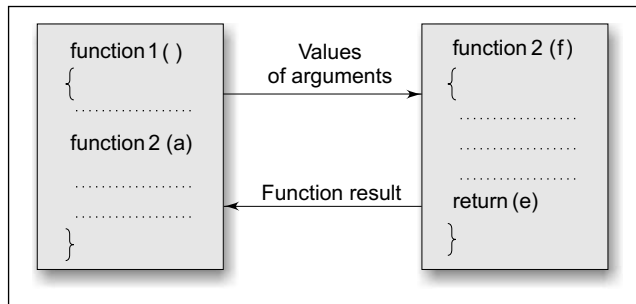 function1 ( )
{
....................
function2 (a)
....................
....................
}
Values
of arguments
Function result
function2 (f)
{
....................
....................
....................
return (e)
}